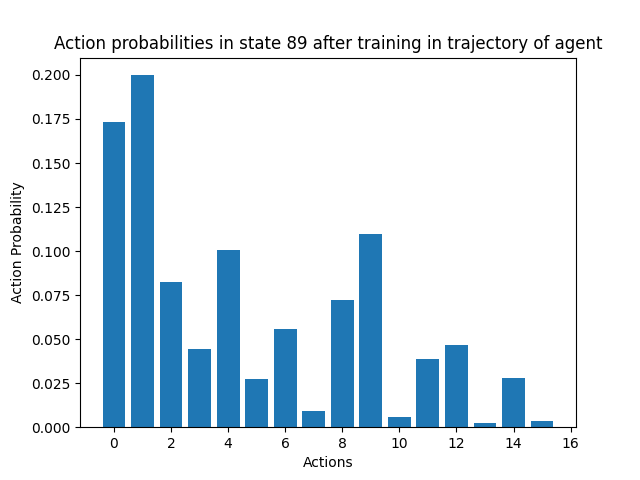 Action probabilities in state 89 after training in trajectory of agent
0.200
0.175
0.150
0.125
0.100
0.075
0.050
0.025
0.000
Action Probability
0 2 4 6 8 10 12 14 16
Actions